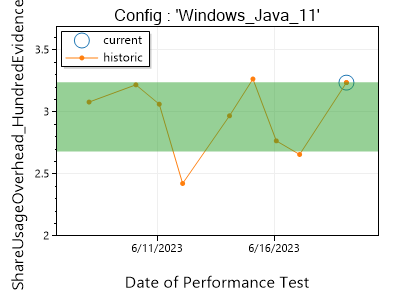 Config : 'Windows_Java_11'
current
historic
ShareUsageOverhead_HundredEvidence
3.5
3
2.5
2
6/11/2023
6/16/2023
Date of Performance Test